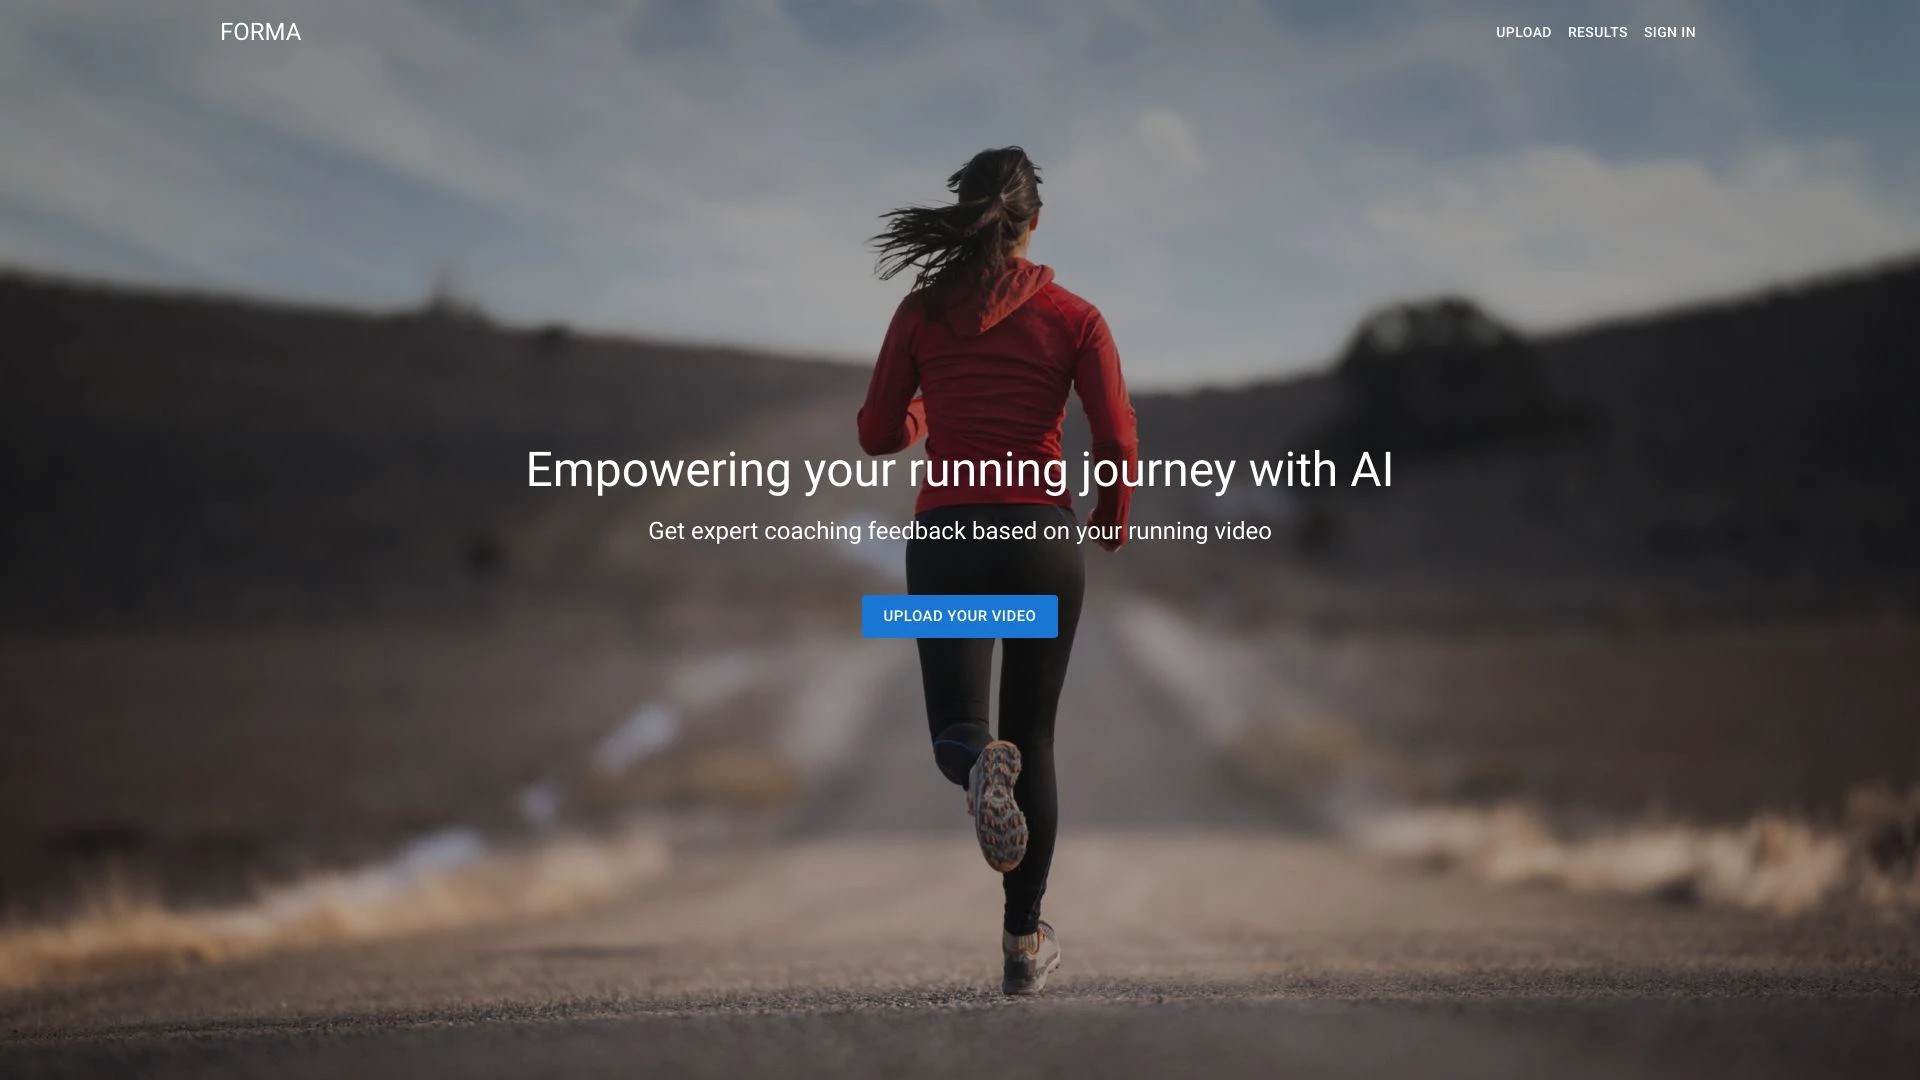 FORMA
UPLOAD
RESULTS
SIGN IN
Empowering your running journey with AI
Get expert coaching feedback based on your running video
UPLOAD YOUR VIDEO